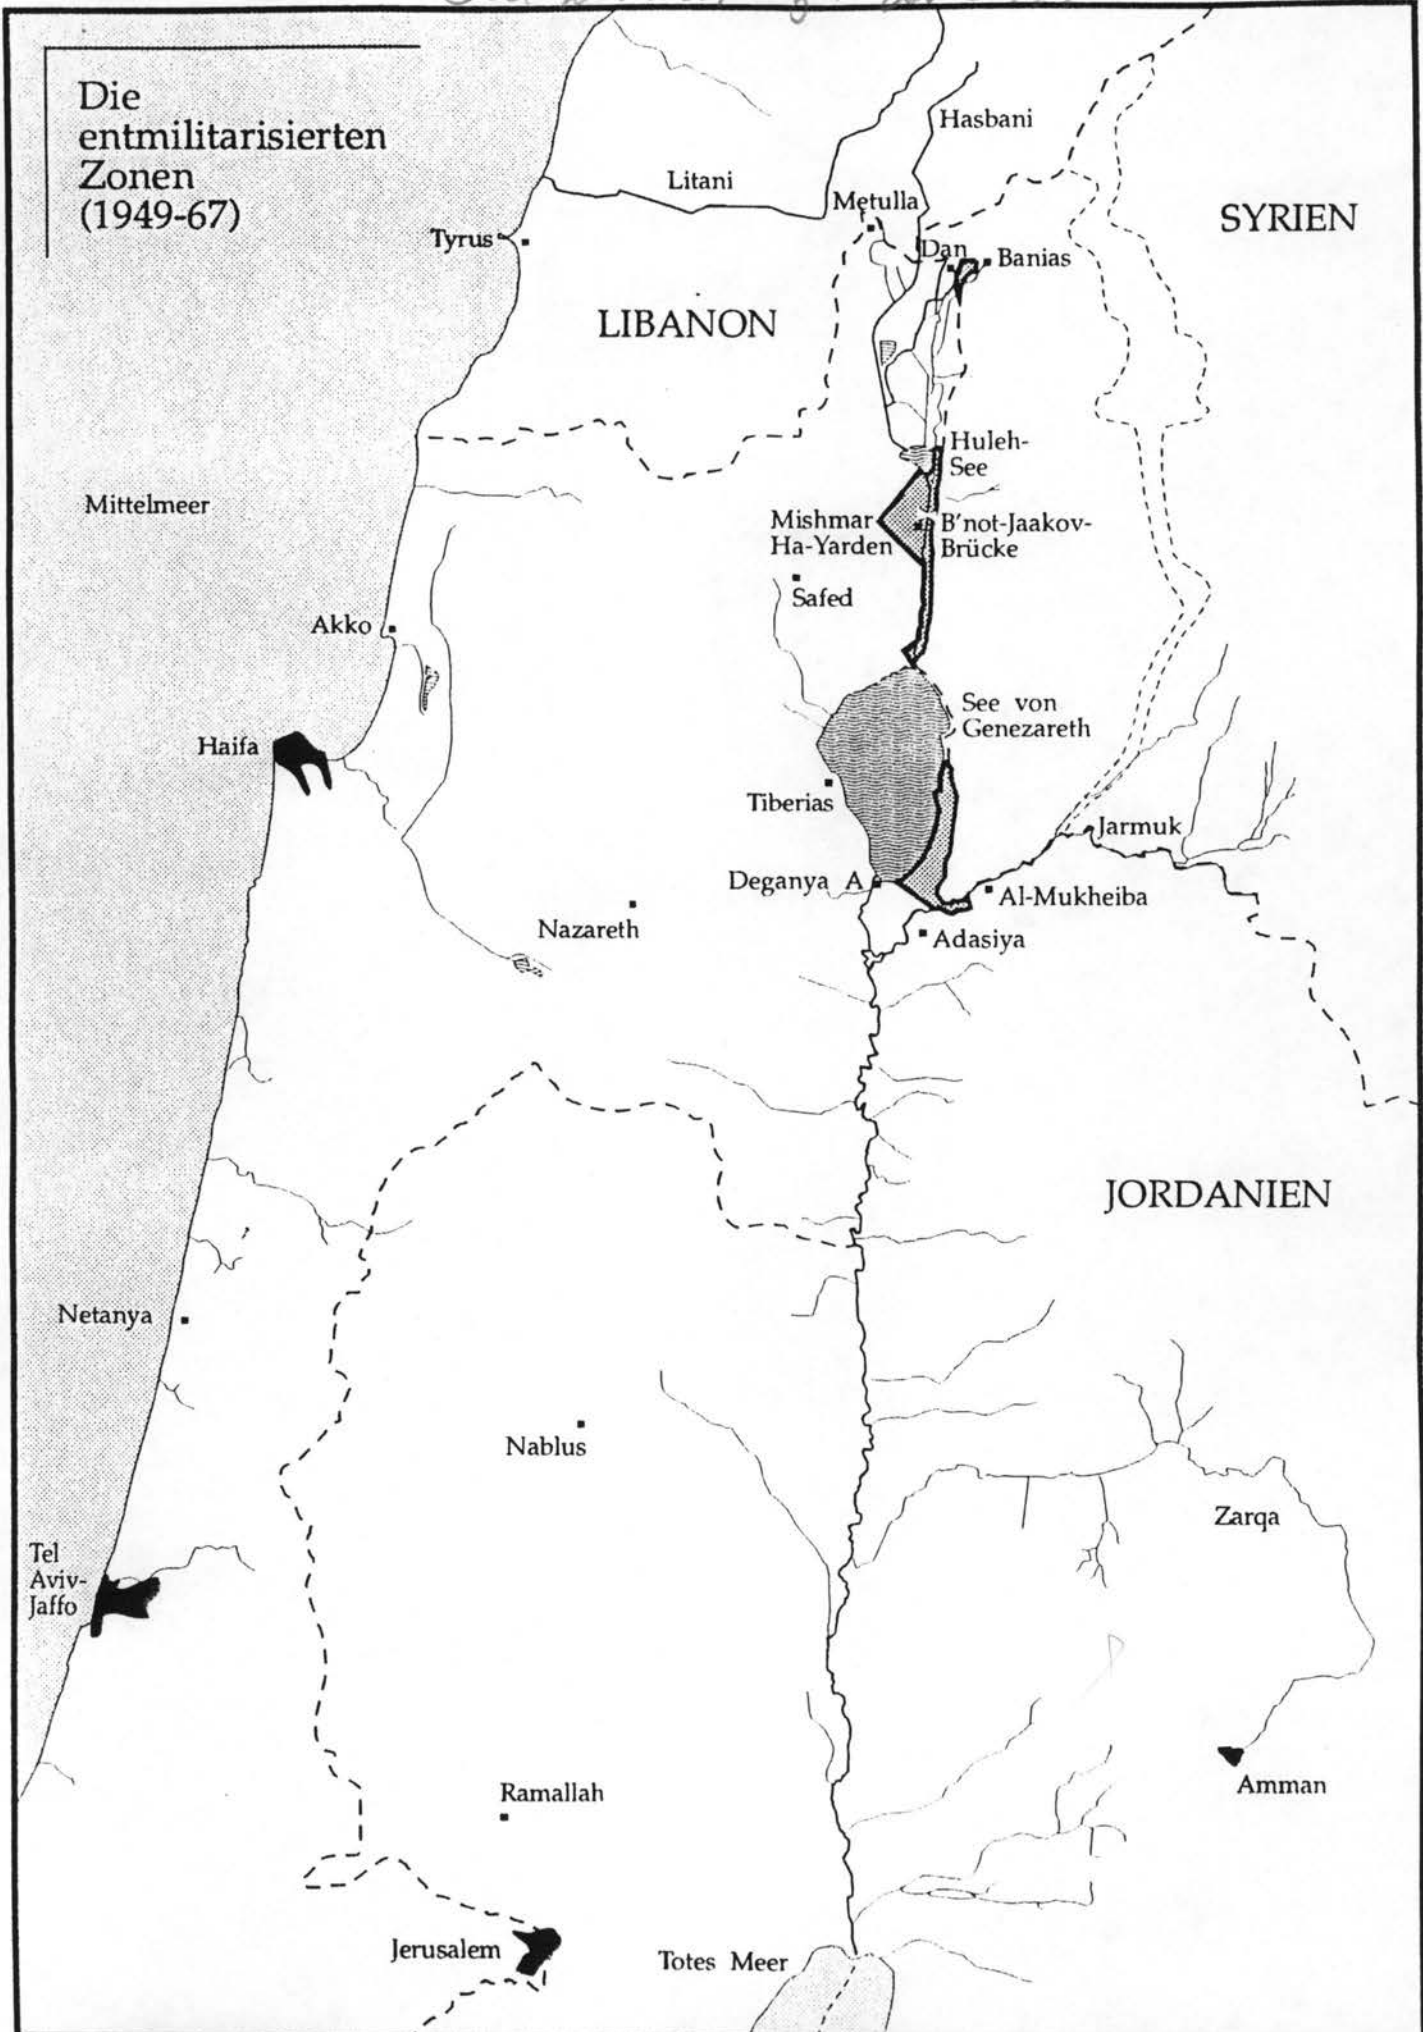 Die
entmilitarisierten
Zonen
(1949-67)
Hasbani
Litani
Metulla
SYRIEN
Tyrus
Dan
Banias
LIBANON
Huleh-
See
Mittelmeer
Mishmar
Ha-Yarden
B'not-Jaakov-
Brücke
Safed
Akko
See von
Genezareth
Haifa
Tiberias
Jarmuk
Deganya A
Al-Mukheiba
Nazareth
Adasiya
JORDANIEN
Netanya
Nablus
Zarqa
Tel
Aviv-
Jaffo
Ramallah
Amman
Jerusalem
Totes Meer